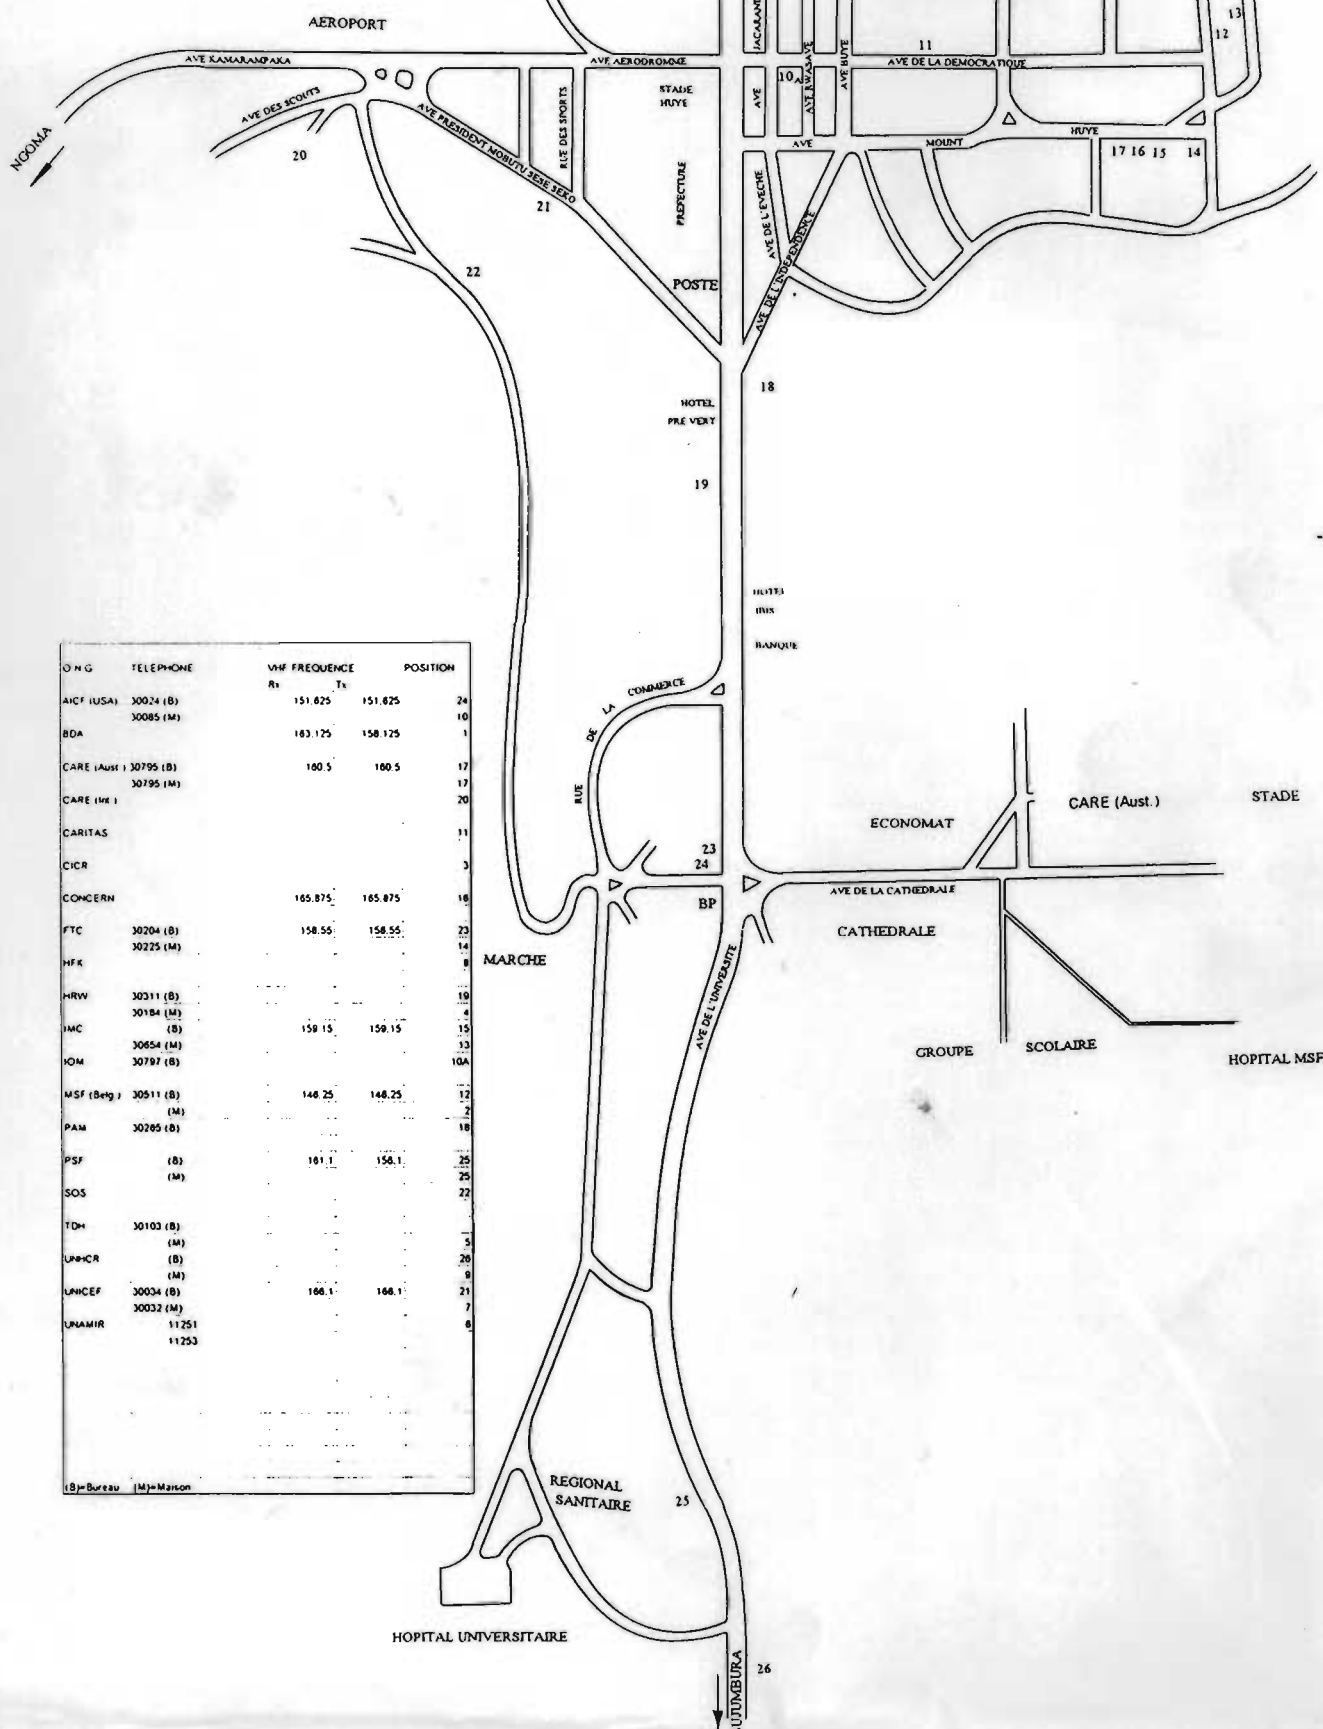 AEROPORT
13
12
JACARAND
11
AVE KAMARAMPAKA
AVE AERODROMME
AVE DE LA DEMOCRATIQUE
10A
AVE RWASAVE
AVE BUYE
AVE
STADE
HUYE
RUE DES SPORTS
AVE DES SCOUTS
AVE PRESIDENT MOBUTU SESE SEKO
NGOMA
20
AVE
MOUNT
HUYE
17 16 15 14
21
PREFECTURE
AVE DE L'EVECHE
AVE DE L'INDEPENDENCE
22
POSTE
18
HOTEL
PRE VERY
19
HOTEL
IBIS
BANQUE
RUE
DE
LA
COMMERCE
ONG TELEPHONE VHF FREQUENCE POSITION
Rx Tx
AICF (USA) 30024 (B) 151.625 151.625 24
30085 (M) 10
BDA 163.125 158.125 1
CARE (Aust.) 30795 (B) 160.5 160.5 17
30795 (M) 17
CARE (Int.) 20
CARITAS 11
CICR 3
CONCERN 165.875 165.875 16
FTC 30204 (B) 158.55 158.55 23
30225 (M) 14
HFK 8
HRW 30311 (B) 19
30184 (M) 4
IMC (B) 159.15 159.15 15
30654 (M) 13
IOM 30797 (B) 10A
MSF (Belg.) 30511 (B) 148.25 148.25 12
(M) 2
PAM 30265 (B) 18
PSF (B) 161.1 156.1 25
(M) 25
SOS 22
TDH 30103 (B)
(M) 5
UNHCR (B) 26
(M) 9
UNICEF 30034 (B) 166.1 166.1 21
30032 (M) 7
UNAMIR 11251 6
11253
(B)=Bureau (M)=Maison
ECONOMAT
CARE (Aust.)
STADE
23
24
BP
AVE DE LA CATHEDRALE
CATHEDRALE
MARCHE
AVE DE L'UNIVERSITE
GROUPE
SCOLAIRE
HOPITAL MSF
REGIONAL
SANITAIRE
25
HOPITAL UNIVERSITAIRE
26
UJUMBURA